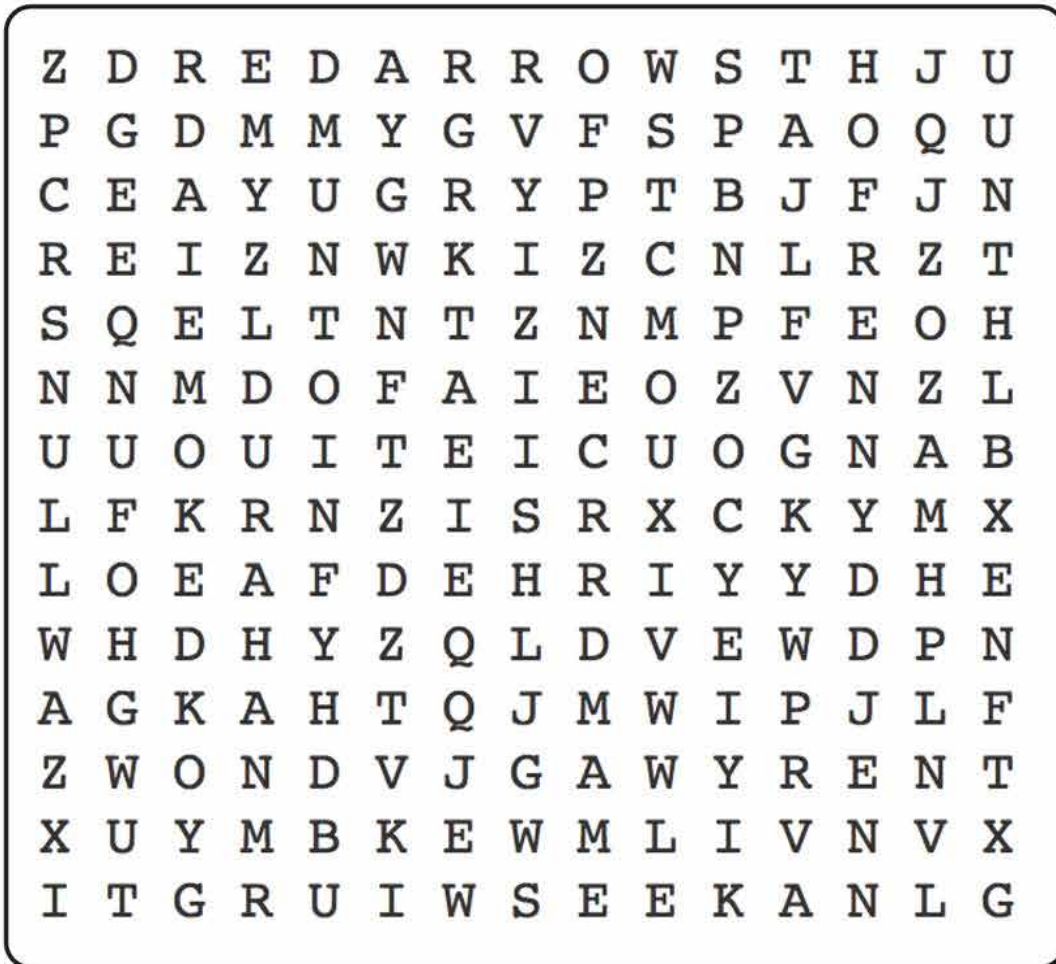 Z D R E D A R R O W S T H J U
P G D M M Y G V F S P A O Q U
C E A Y U G R Y P T B J F J N
R E I Z N W K I Z C N L R Z T
S Q E L T N T Z N M P F E O H
N N M D O F A I E O Z V N Z L
U U O U I T E I C U O G N A B
L F K R N Z I S R X C K Y M X
L O E A F D E H R I Y Y D H E
W H D H Y Z Q L D V E W D P N
A G K A H T Q J M W I P J L F
Z W O N D V J G A W Y R E N T
X U Y M B K E W M L I V N V X
I T G R U I W S E E K A N L G